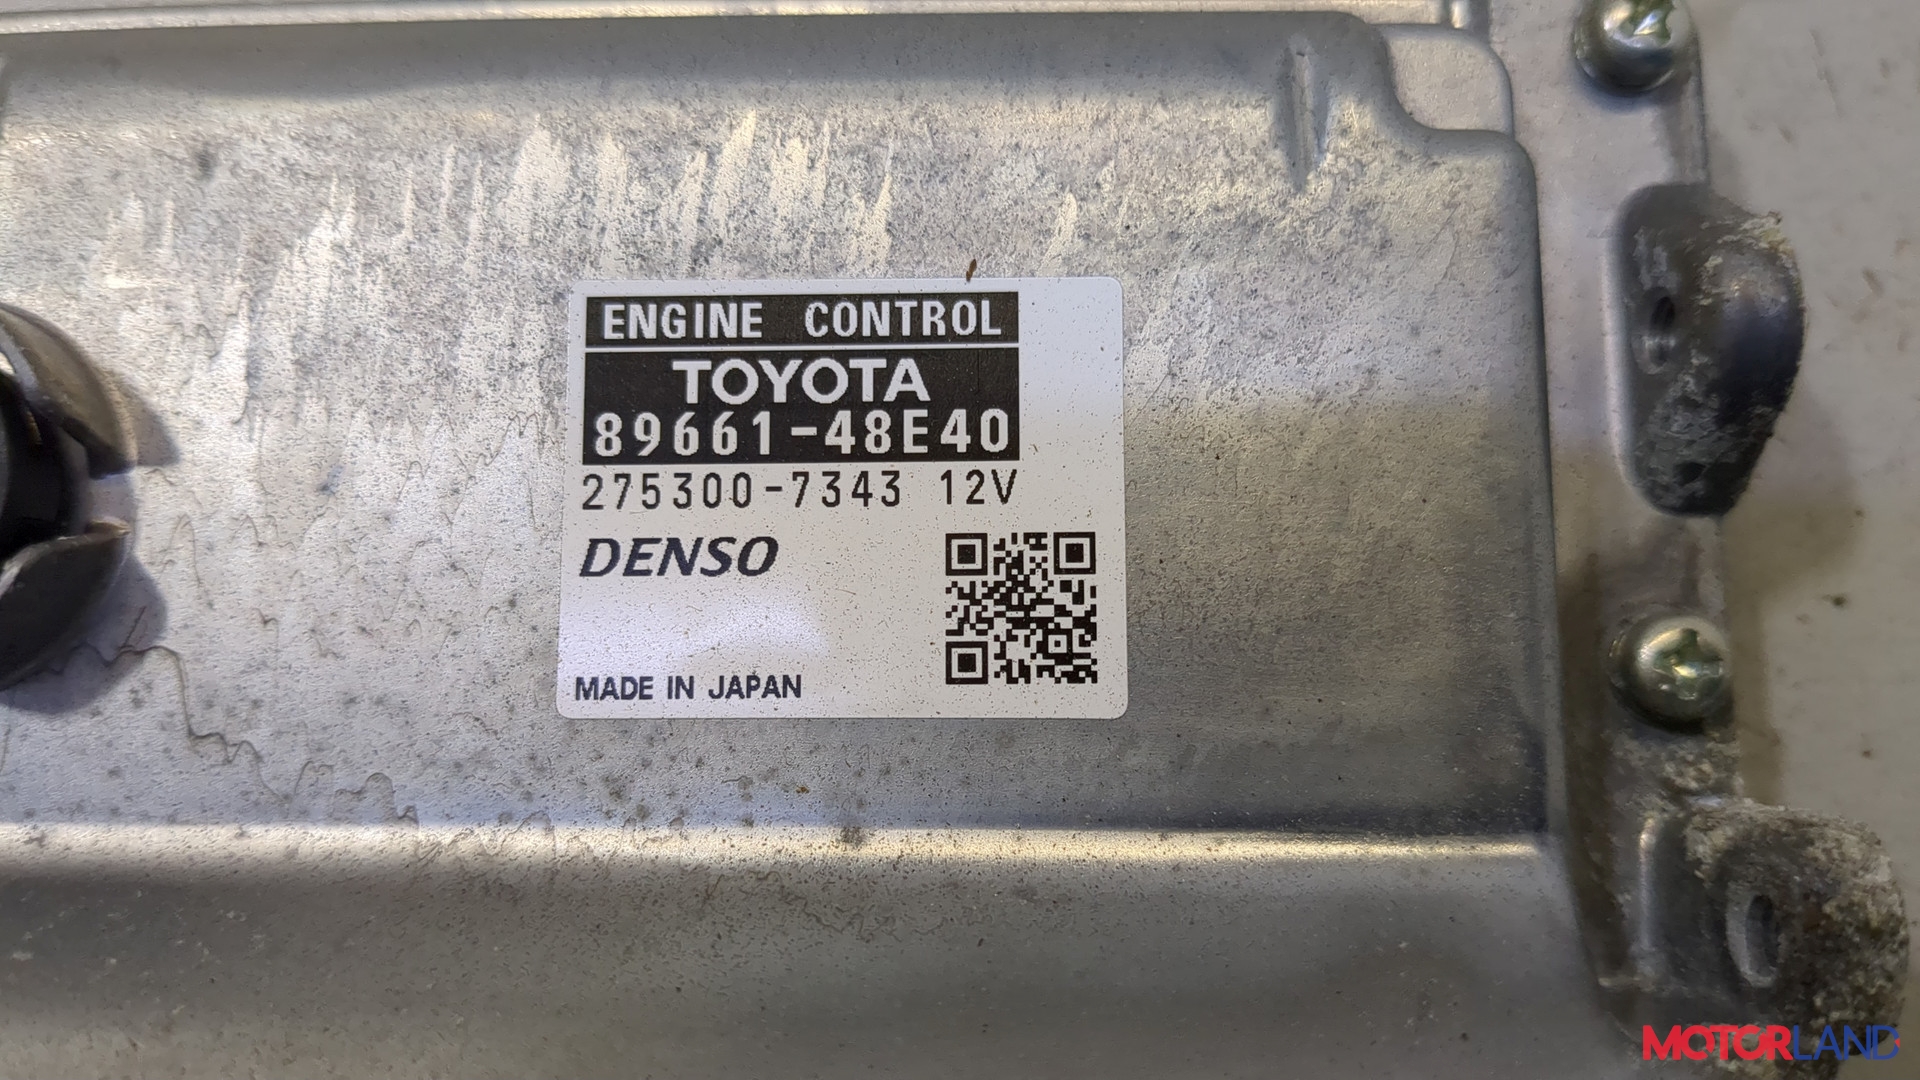 ENGINE CONTROL
TOYOTA
89661-48E40
275300-7343 12V
DENSO
MADE IN JAPAN
MOTORLAND